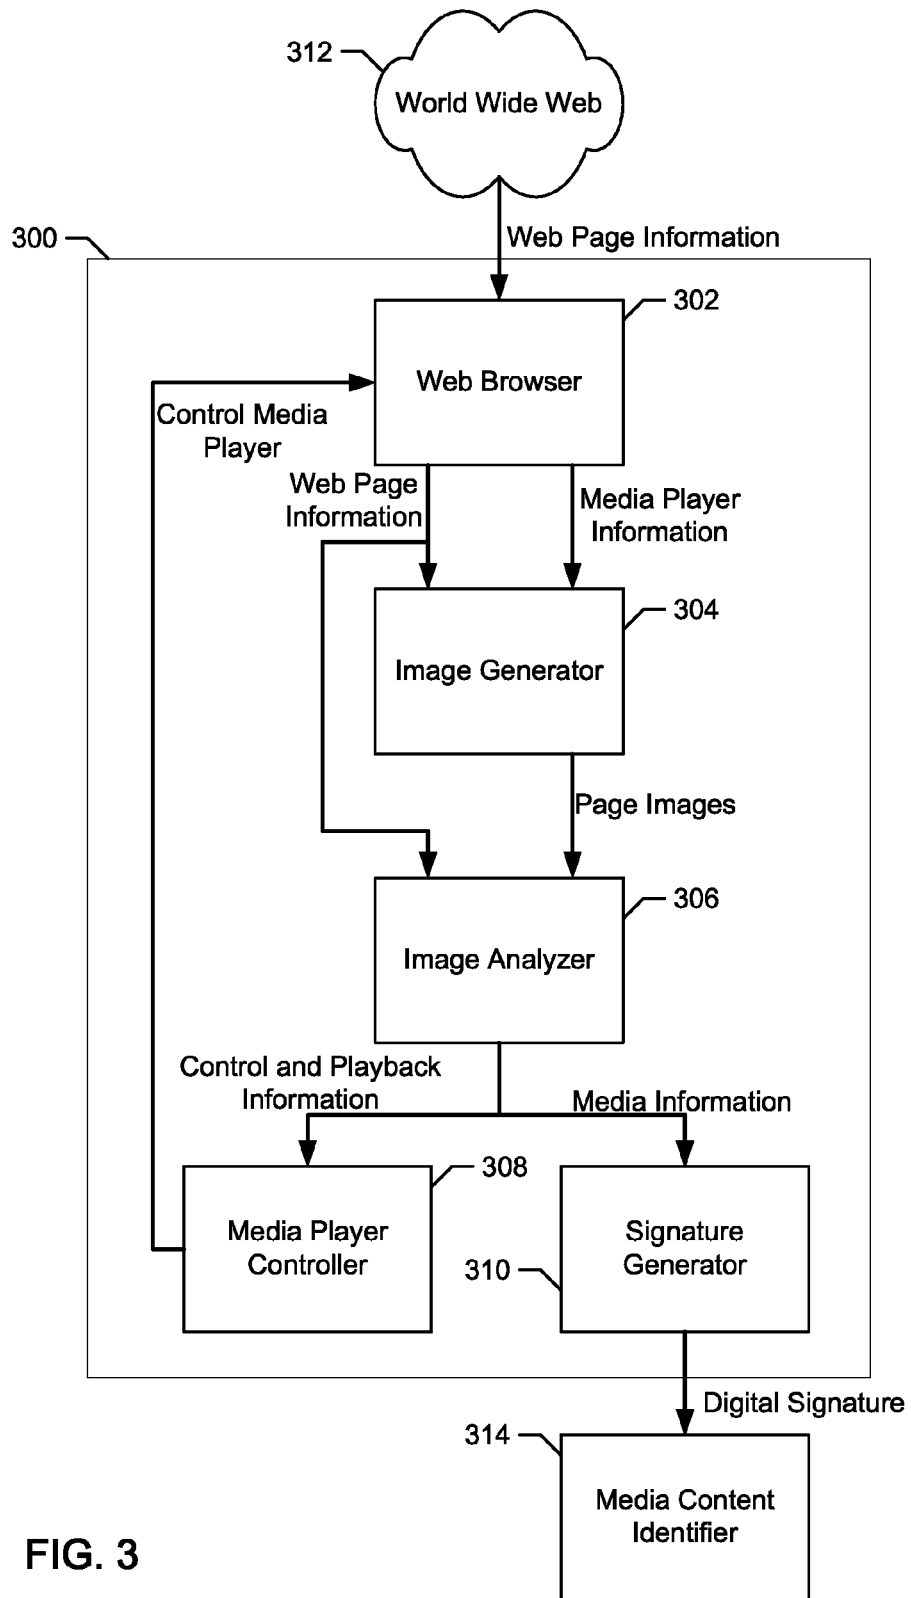 312
World Wide Web
300
Web Page Information
302
Web Browser
Control Media
Player
Web Page
Information
Media Player
Information
304
Image Generator
Page Images
306
Image Analyzer
Control and Playback
Information
Media Information
308
Media Player
Controller
310
Signature
Generator
Digital Signature
314
Media Content
Identifier
FIG. 3